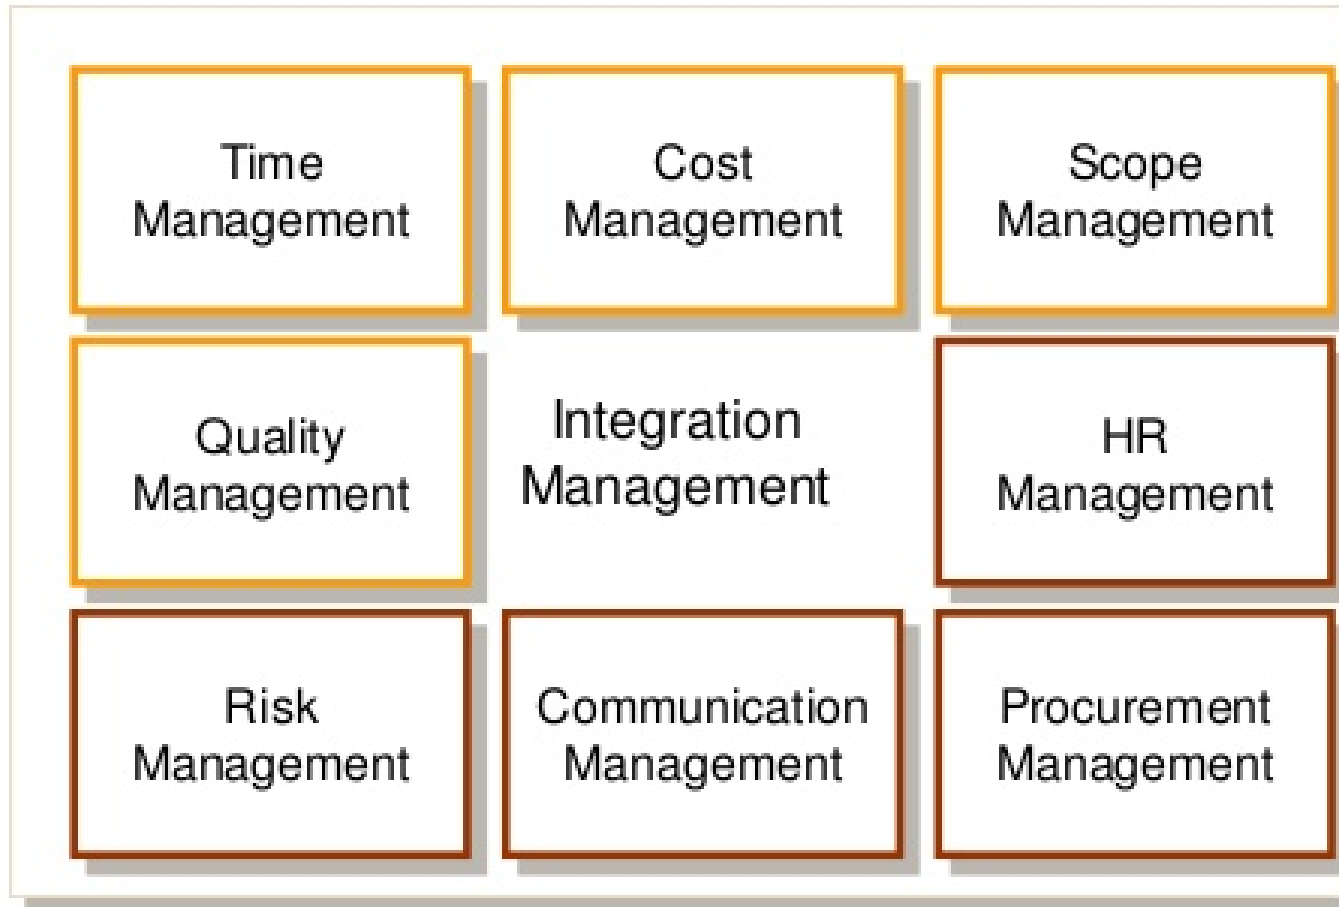 Time
Management
Cost
Management
Scope
Management
Quality
Management
Integration
Management
HR
Management
Risk
Management
Communication
Management
Procurement
Management